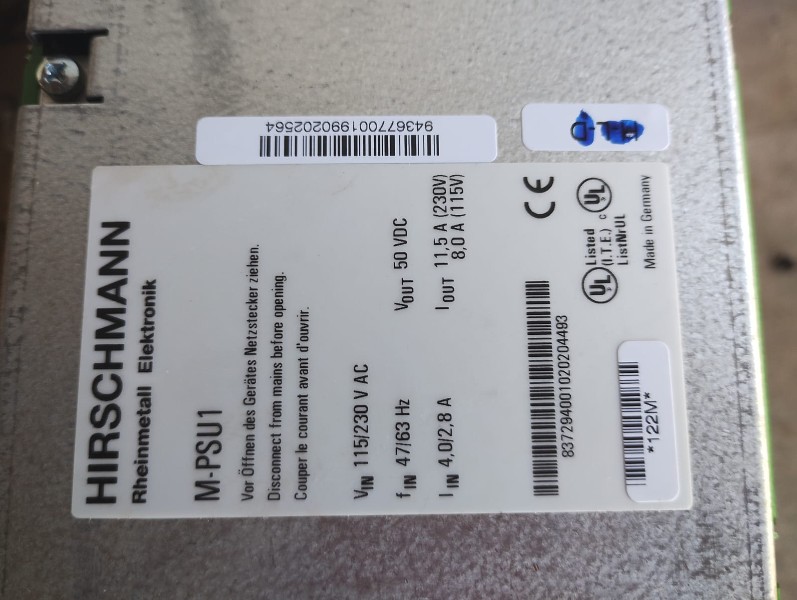 HIRSCHMANN
Rheinmetall Elektronik
M-PSU1
Vor Öffnen des Gerätes Netzstecker ziehen.
Disconnect from mains before opening.
Couper le courant avant d'ouvrir.
VIN 115/230 V AC
VOUT 50 VDC
fIN 47/63 Hz
IIN 4,0/2,8 A
IOUT 11,5 A (230V)
8,0 A (115V)
837294001020204493
CE
UL
Listed
(I.T.E.)
ListNrUL
c UL
Made in Germany
*122M*
943677001990202564